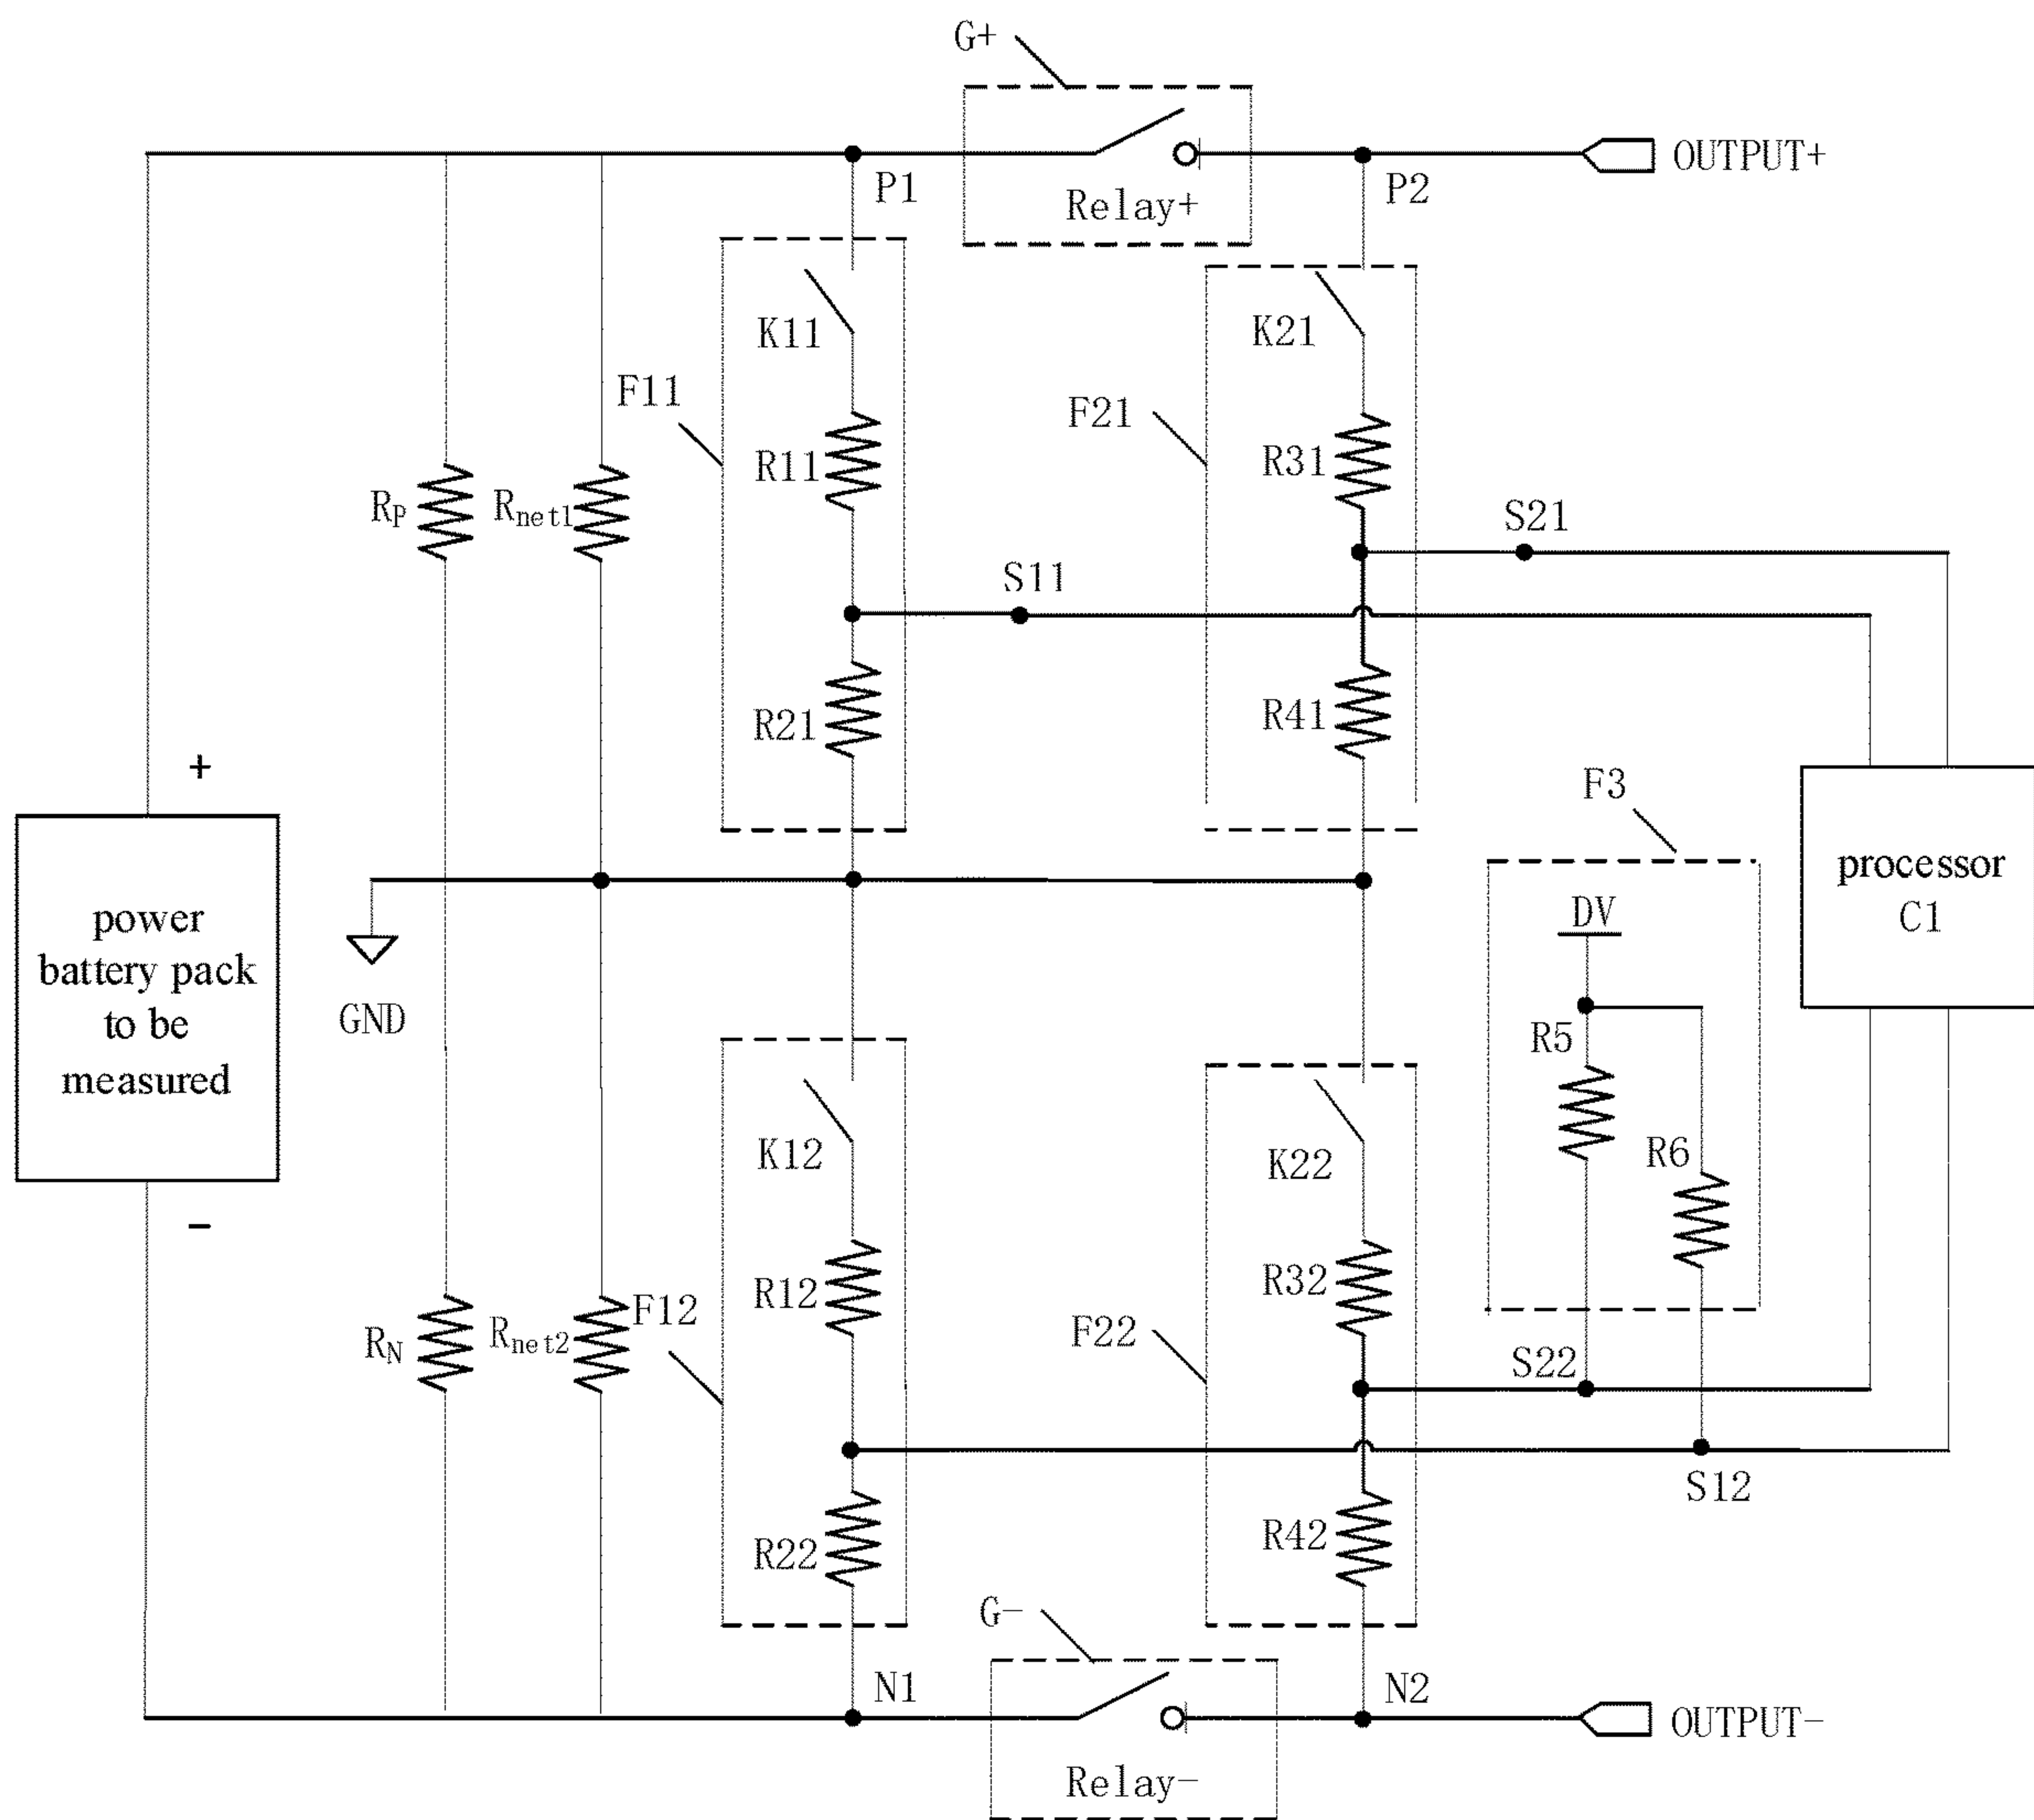 G+
OUTPUT+
P1
P2
Relay+
K11
K21
F11
F21
R11
R31
RP
Rnet1
S21
S11
R21
R41
+
F3
processor
C1
DV
power
battery pack
to be
measured
GND
R5
K12
K22
R6
−
R12
R32
F12
F22
RN
Rnet2
S22
S12
R22
R42
G−
N1
N2
OUTPUT−
Relay−